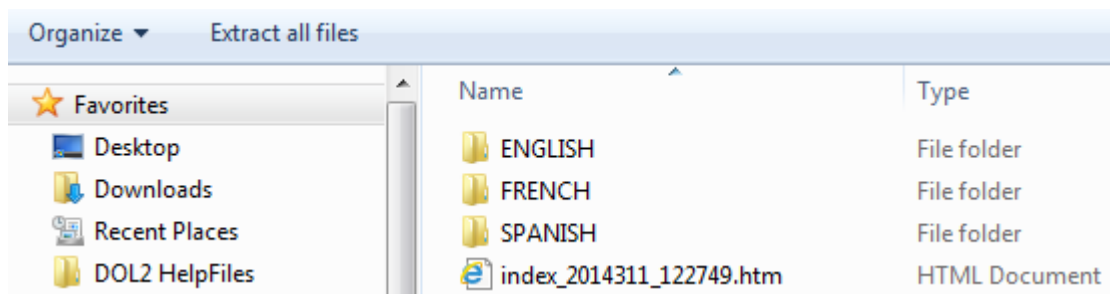 Organize Extract all files
Favorites
Desktop
Downloads
Recent Places
DOL2 HelpFiles
Name Type
ENGLISH File folder
FRENCH File folder
SPANISH File folder
index_2014311_122749.htm HTML Document